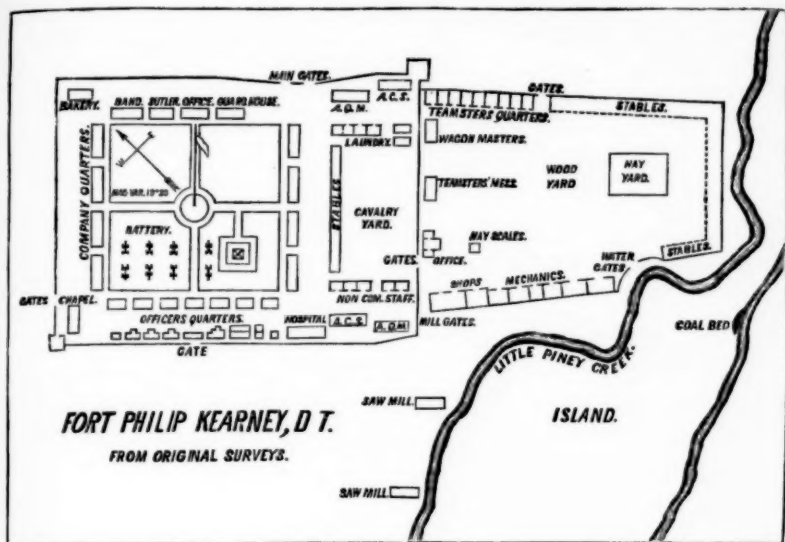 MAIN GATES.
BAKERY.
BAND. SUTLER. OFFICE. GUARD HOUSE.
A.C.S.
A.Q.M.
GATES.
STABLES.
TEAMSTERS QUARTERS.
LAUNDRY.
WAGON MASTERS.
COMPANY QUARTERS.
W
E
MAG. VAR.
STABLES
CAVALRY
YARD.
TEAMSTERS' MESS.
WOOD
YARD
HAY
YARD.
BATTERY.
HAY SCALES.
GATES.
OFFICE.
WATER
GATES.
STABLES.
SHOPS MECHANICS.
NON COM. STAFF.
GATES
CHAPEL.
OFFICERS QUARTERS.
HOSPITAL
A.C.S.
A.Q.M.
MILL GATES.
GATE
LITTLE PINEY CREEK.
COAL BED
ISLAND.
SAW MILL.
FORT PHILIP KEARNEY, D T.
FROM ORIGINAL SURVEYS.
SAW MILL.